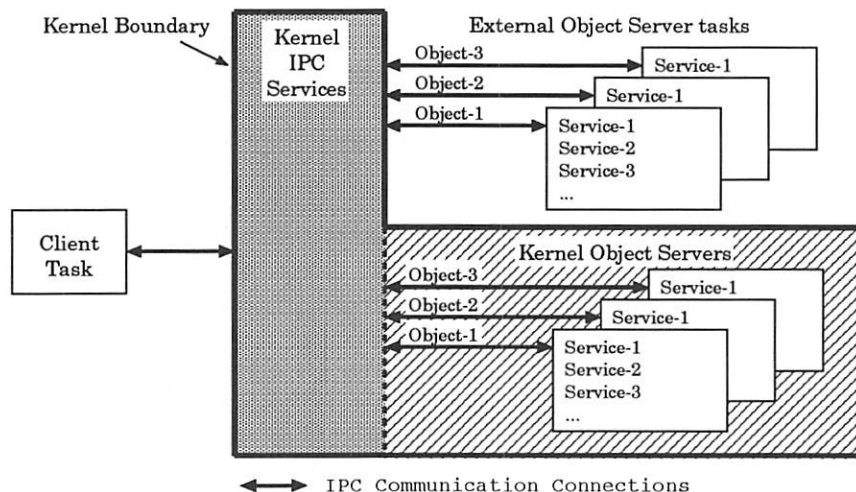 Kernel Boundary
Kernel
IPC
Services
External Object Server tasks
Object-3
Service-1
Object-2
Service-1
Object-1
Service-1
Service-2
Service-3
...
Client
Task
Kernel Object Servers
Object-3
Service-1
Object-2
Service-1
Object-1
Service-1
Service-2
Service-3
...
IPC Communication Connections